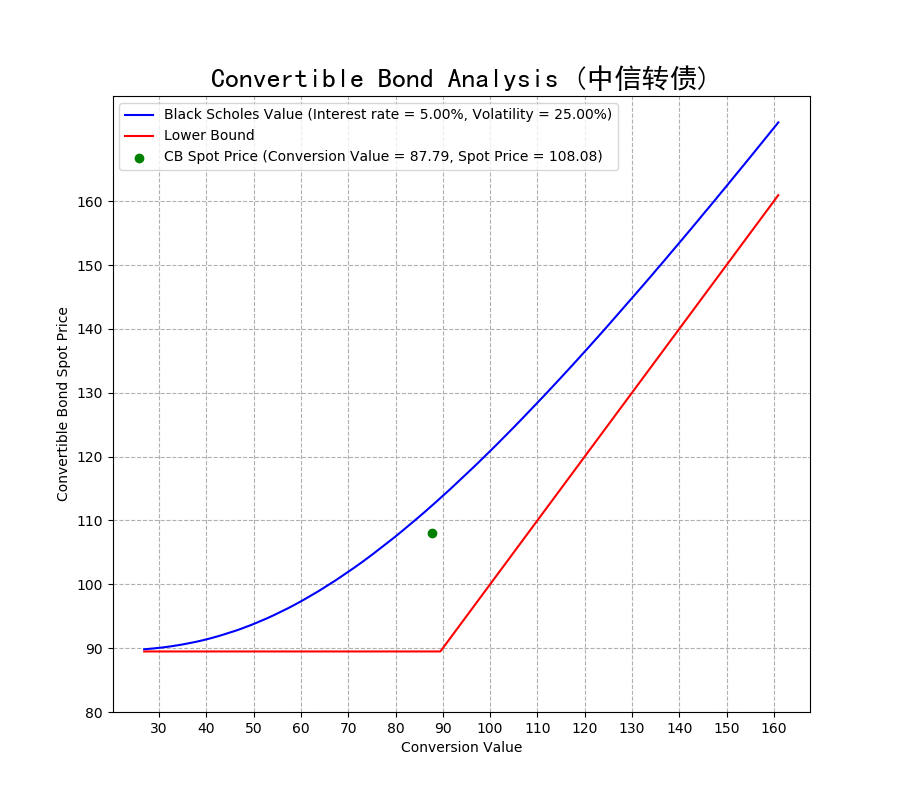 Convertible Bond Analysis (中信转债)
Black Scholes Value (Interest rate = 5.00%, Volatility = 25.00%)
Lower Bound
CB Spot Price (Conversion Value = 87.79, Spot Price = 108.08)
Convertible Bond Spot Price
160
150
140
130
120
110
100
90
80
30 40 50 60 70 80 90 100 110 120 130 140 150 160
Conversion Value